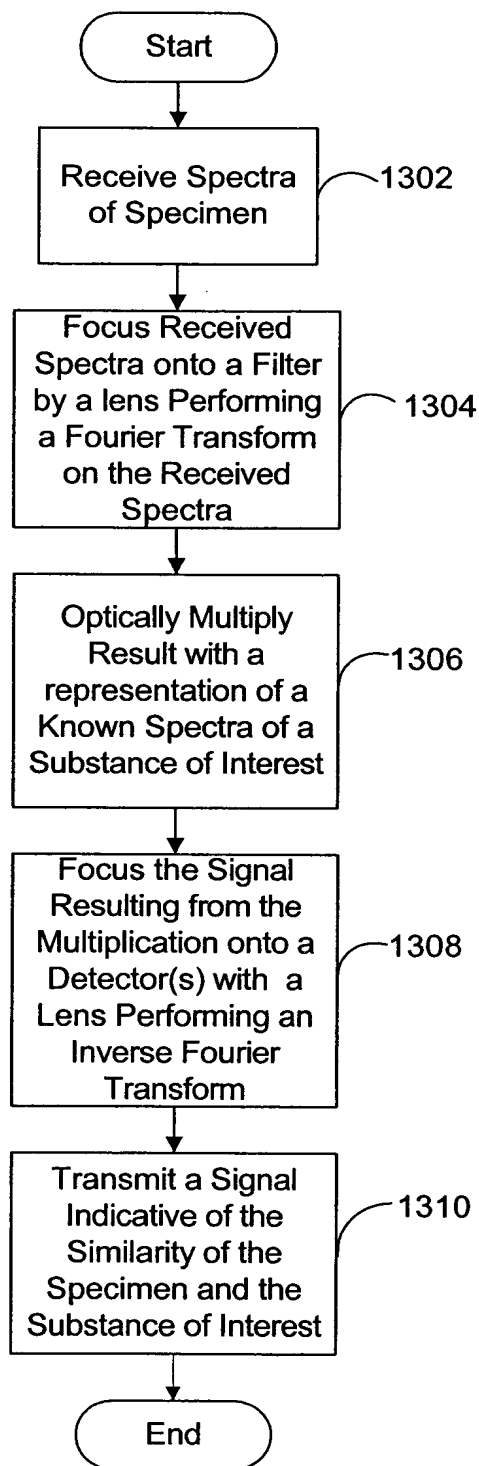 Start
Receive Spectra
of Specimen
1302
Focus Received
Spectra onto a Filter
by a lens Performing
a Fourier Transform
on the Received
Spectra
1304
Optically Multiply
Result with a
representation of a
Known Spectra of a
Substance of Interest
1306
Focus the Signal
Resulting from the
Multiplication onto a
Detector(s) with a
Lens Performing an
Inverse Fourier
Transform
1308
Transmit a Signal
Indicative of the
Similarity of the
Specimen and the
Substance of Interest
1310
End